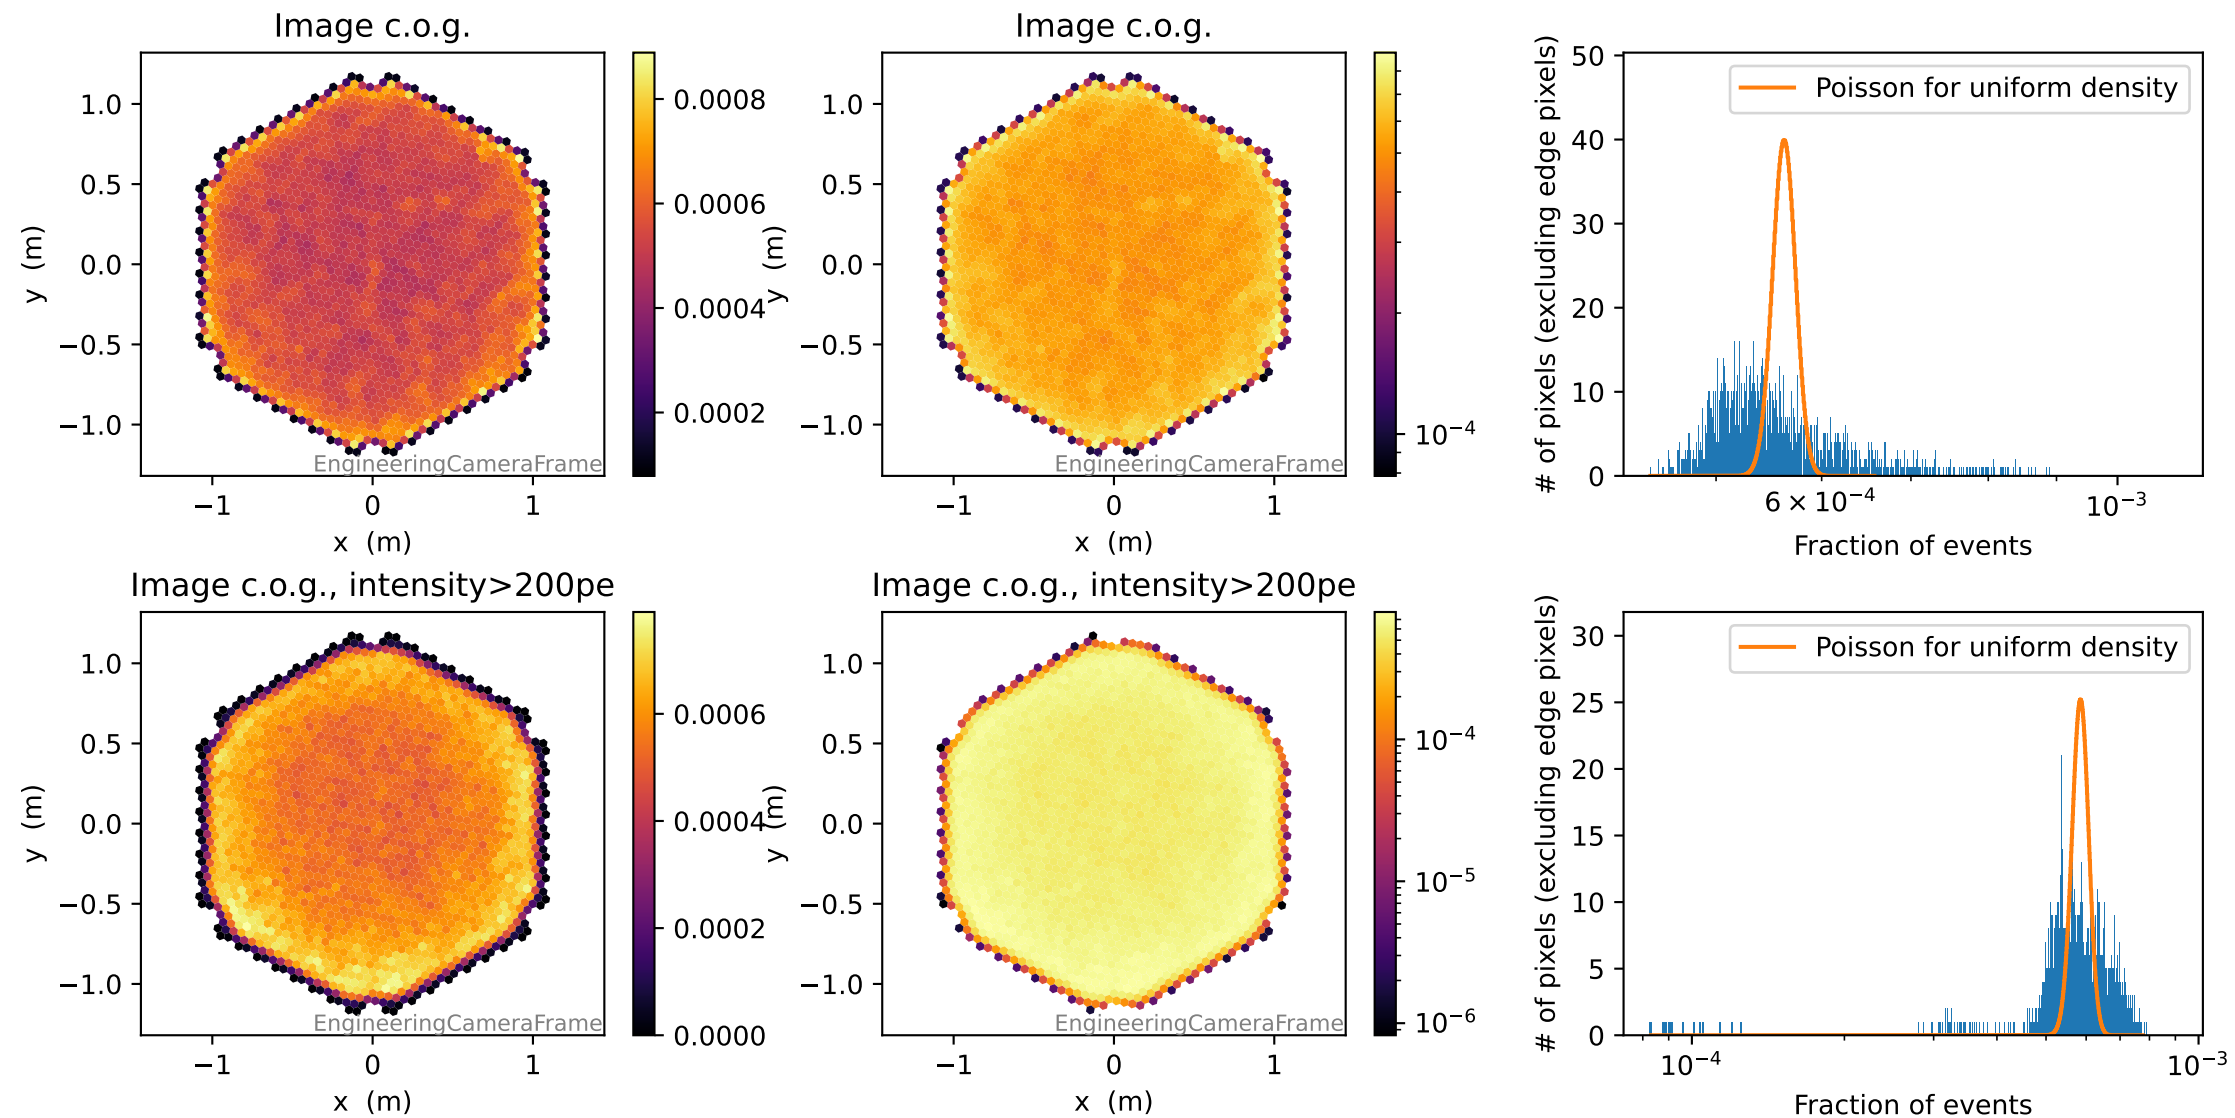 Image c.o.g.
1.0
0.5
0.0
−0.5
−1.0
y (m)
EngineeringCameraFrame
−1 0 1
x (m)
0.0008
0.0006
0.0004
0.0002
Image c.o.g.
1.0
0.5
0.0
−0.5
−1.0
y (m)
EngineeringCameraFrame
−1 0 1
x (m)
10⁻⁴
50
40
30
20
10
0
# of pixels (excluding edge pixels)
Poisson for uniform density
6 × 10⁻⁴ 10⁻³
Fraction of events
Image c.o.g., intensity>200pe
1.0
0.5
0.0
−0.5
−1.0
y (m)
EngineeringCameraFrame
−1 0 1
x (m)
0.0006
0.0004
0.0002
0.0000
Image c.o.g., intensity>200pe
1.0
0.5
0.0
−0.5
−1.0
y (m)
EngineeringCameraFrame
−1 0 1
x (m)
10⁻⁴
10⁻⁵
10⁻⁶
30
25
20
15
10
5
0
# of pixels (excluding edge pixels)
Poisson for uniform density
10⁻⁴ 10⁻³
Fraction of events